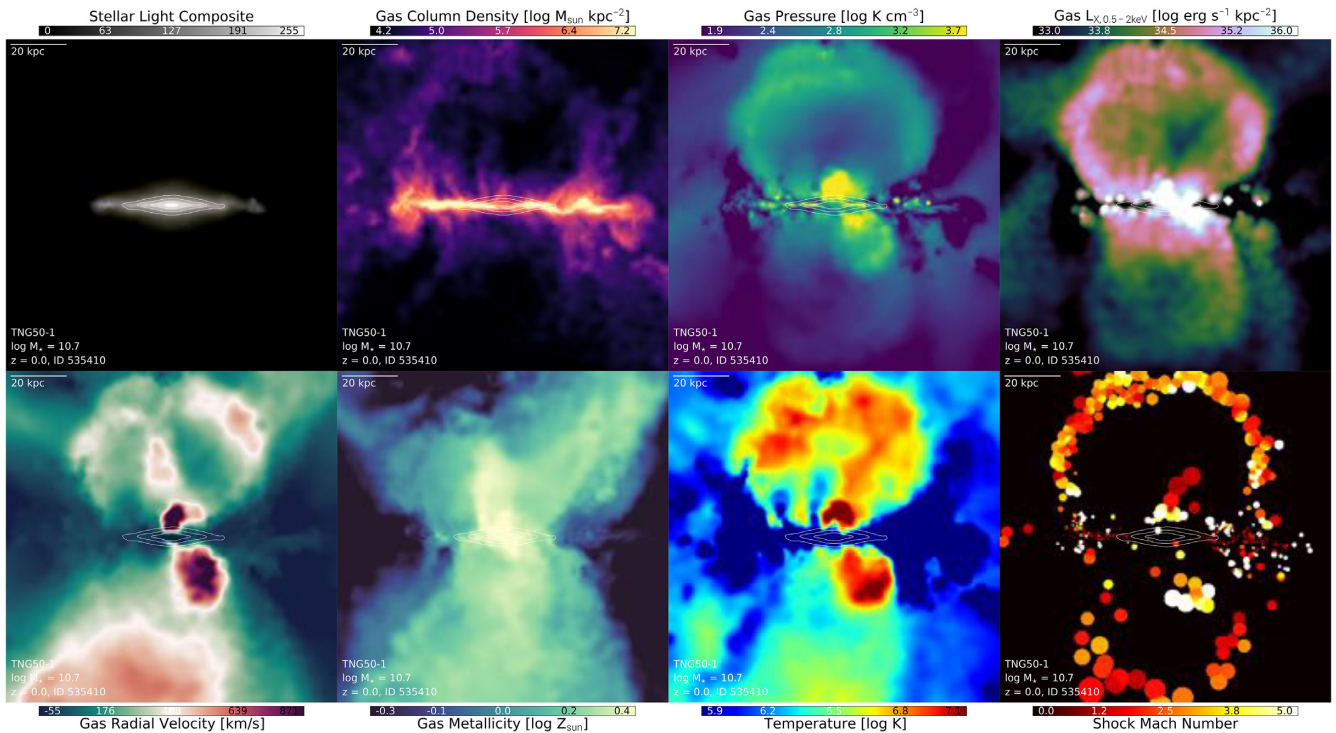 Stellar Light Composite
0 63 127 191 255
20 kpc
TNG50-1
log M⋆ = 10.7
z = 0.0, ID 535410
Gas Column Density [log Msun kpc⁻²]
4.2 5.0 5.7 6.4 7.2
20 kpc
TNG50-1
log M⋆ = 10.7
z = 0.0, ID 535410
Gas Pressure [log K cm⁻³]
1.9 2.4 2.8 3.2 3.7
20 kpc
TNG50-1
log M⋆ = 10.7
z = 0.0, ID 535410
Gas LX,0.5−2keV [log erg s⁻¹ kpc⁻²]
33.0 33.8 34.5 35.2 36.0
20 kpc
TNG50-1
log M⋆ = 10.7
z = 0.0, ID 535410
20 kpc
TNG50-1
log M⋆ = 10.7
z = 0.0, ID 535410
-55 176 639 871
Gas Radial Velocity [km/s]
20 kpc
TNG50-1
log M⋆ = 10.7
z = 0.0, ID 535410
-0.3 -0.1 0.0 0.2 0.4
Gas Metallicity [log Zsun]
20 kpc
TNG50-1
log M⋆ = 10.7
z = 0.0, ID 535410
5.9 6.2 6.5 6.8 7.1
Temperature [log K]
20 kpc
TNG50-1
log M⋆ = 10.7
z = 0.0, ID 535410
0.0 1.2 2.5 3.8 5.0
Shock Mach Number